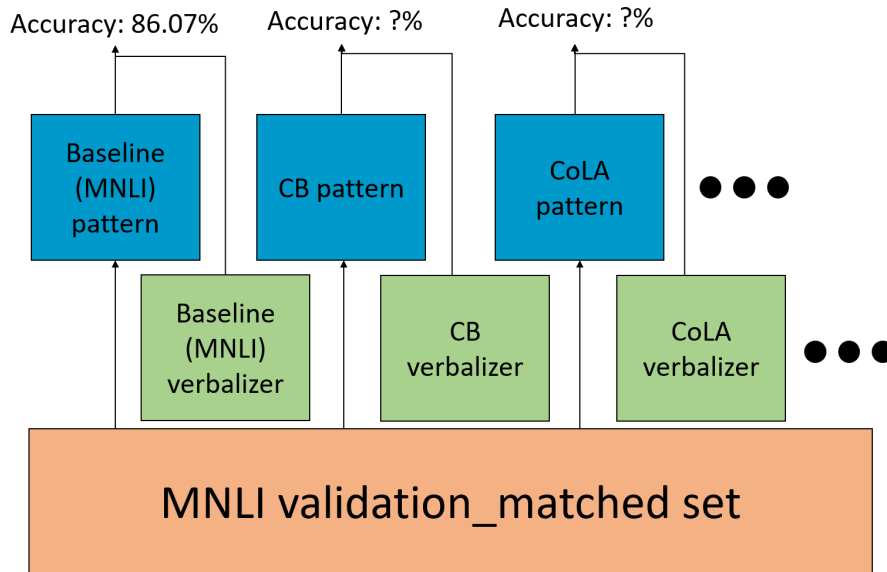 Accuracy: 86.07%
Accuracy: ?%
Accuracy: ?%
Baseline
(MNLI)
pattern
CB pattern
CoLA
pattern
Baseline
(MNLI)
verbalizer
CB
verbalizer
CoLA
verbalizer
MNLI validation_matched set